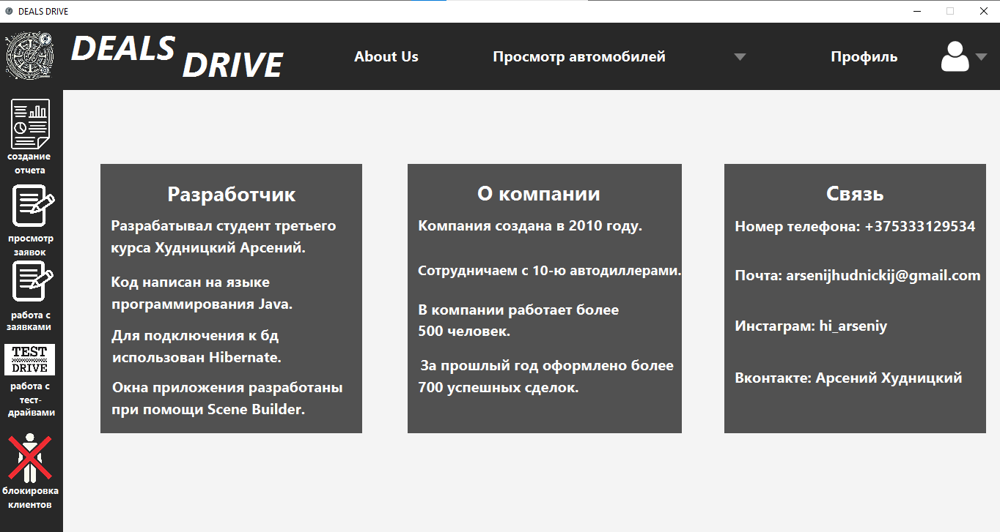 DEALS DRIVE
DEALS
DRIVE
About Us
Просмотр автомобилей
Профиль
создание
отчета
просмотр
заявок
работа с
заявками
TEST
DRIVE
работа с
тест-
драйвами
блокировка
клиентов
Разработчик
Разрабатывал студент третьего
курса Худницкий Арсений.
Код написан на языке
программирования Java.
Для подключения к бд
использован Hibernate.
Окна приложения разработаны
при помощи Scene Builder.
О компании
Компания создана в 2010 году.
Сотрудничаем с 10-ю автодиллерами.
В компании работает более
500 человек.
За прошлый год оформлено более
700 успешных сделок.
Связь
Номер телефона: +375333129534
Почта: arsenijhudnickij@gmail.com
Инстаграм: hi_arseniy
Вконтакте: Арсений Худницкий